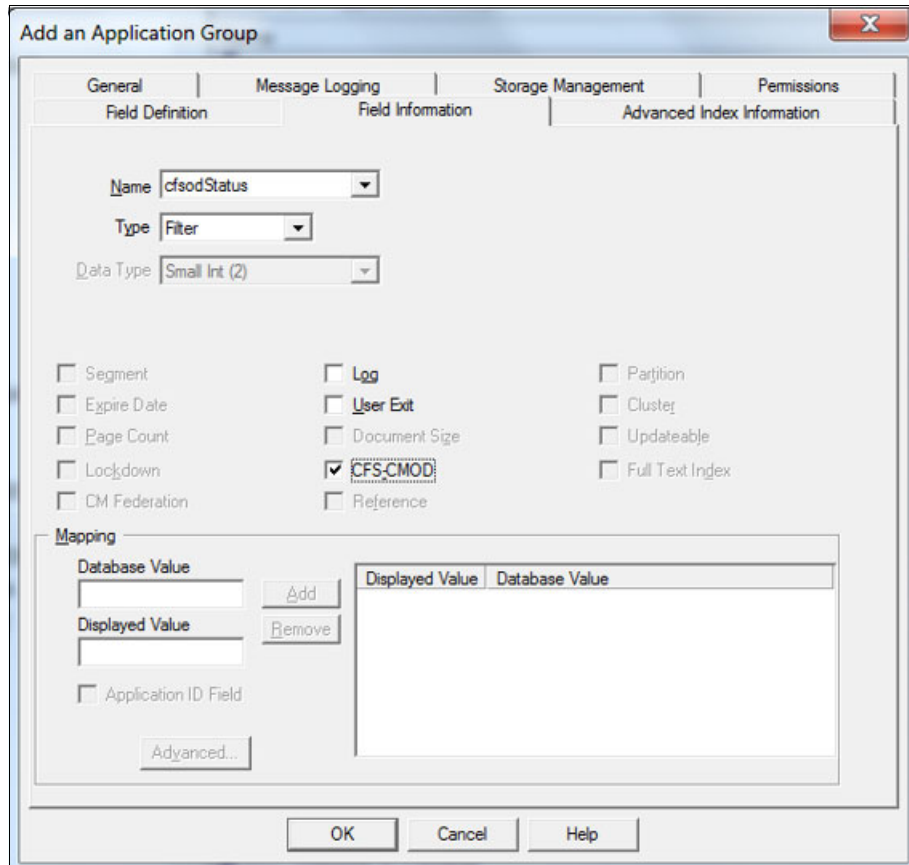 Add an Application Group
X
General Message Logging Storage Management Permissions
Field Definition Field Information Advanced Index Information
Name cfsodStatus
Type Filter
Data Type Small Int (2)
Segment Log Partition
Expire Date User Exit Cluster
Page Count Document Size Updateable
Lockdown CFS-CMOD Full Text Index
CM Federation Reference
Mapping
Database Value
Add
Displayed Value Database Value
Displayed Value
Remove
Application ID Field
Advanced...
OK Cancel Help